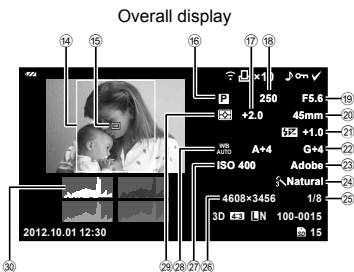 Overall display
⑭ ⑮ ⑯ ⑰ ⑱
×10
P 250 F5.6 ⑲
+2.0 45mm ⑳
+1.0 ㉑
WB AUTO A+4 G+4 ㉒
ISO 400 Adobe ㉓
Natural ㉔
4608×3456 1/8 ㉕
3D 4:3 LN 100-0015
2012.10.01 12:30 SD 15
㉚ ㉙ ㉘ ㉗ ㉖